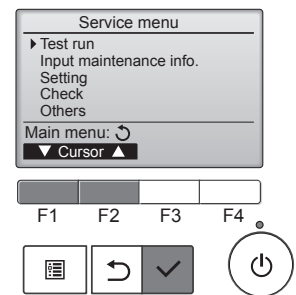 Service menu
Test run
Input maintenance info.
Setting
Check
Others
Main menu:
▼ Cursor ▲
F1 F2 F3 F4